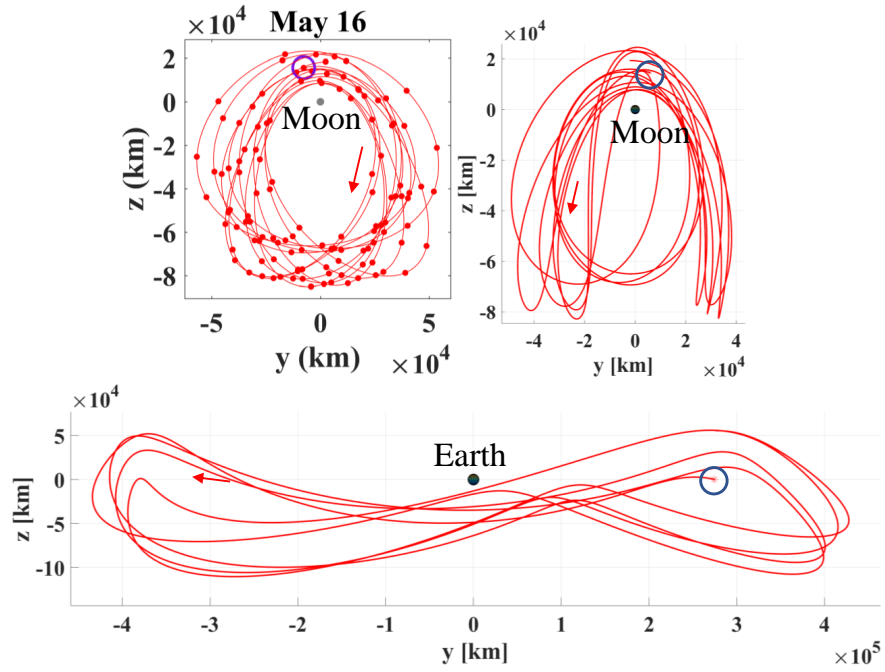 × 10⁴ May 16
2
0
-2
-4
-6
-8
z (km)
Moon
-5 0 5
y (km) × 10⁴
× 10⁴
2
0
-2
-4
-6
-8
z [km]
Moon
-4 -2 0 2 4
y [km] × 10⁴
× 10⁴
5
0
-5
-10
z [km]
Earth
-4 -3 -2 -1 0 1 2 3 4
y [km] × 10⁵